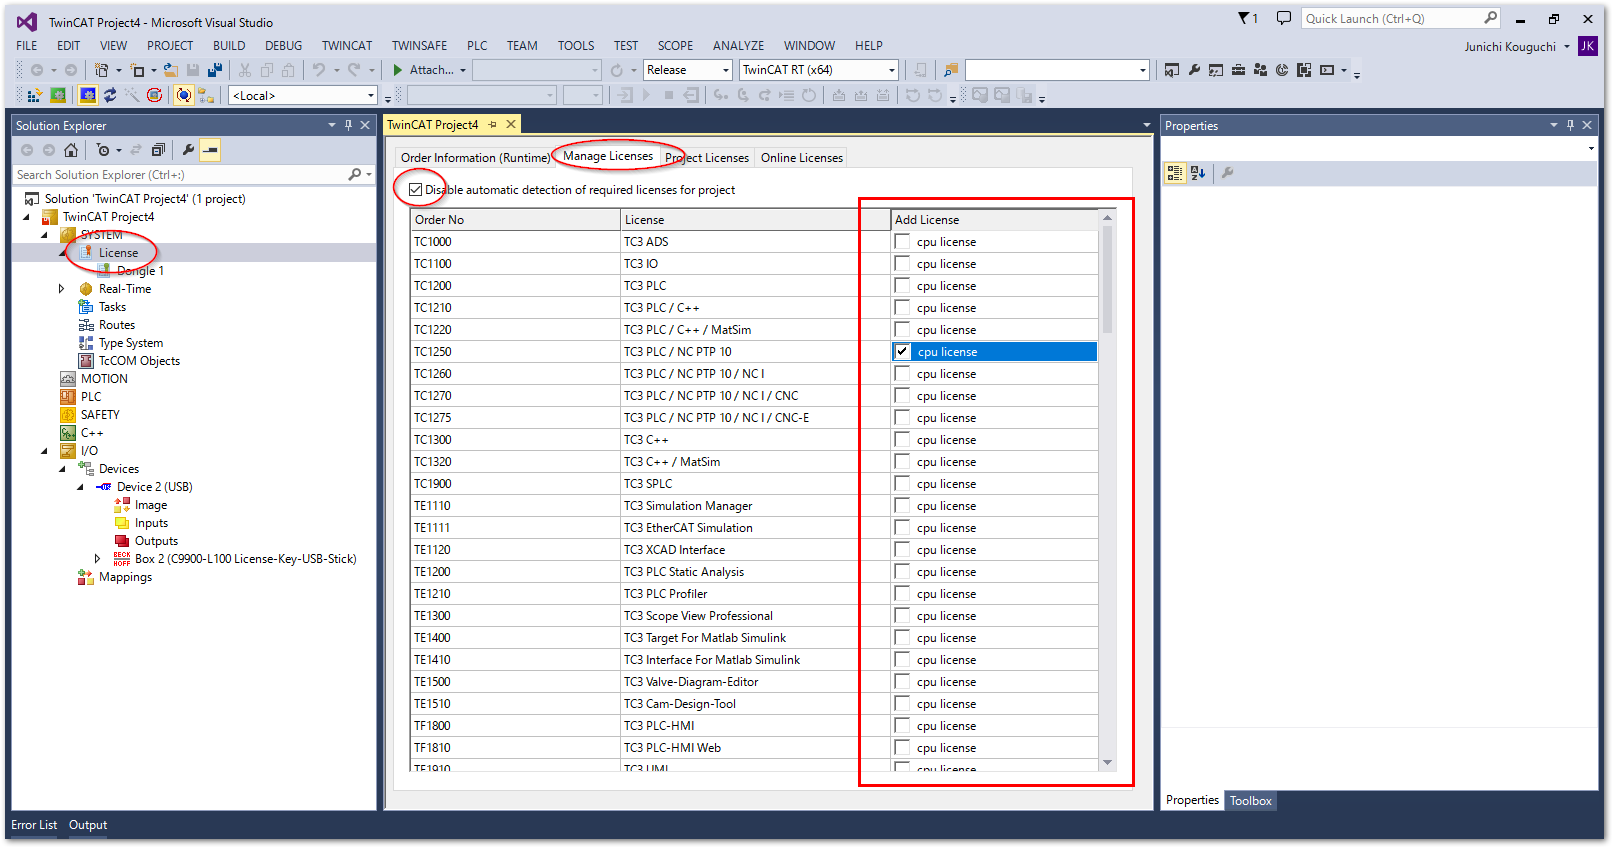 TwinCAT Project4 - Microsoft Visual Studio
1
Quick Launch (Ctrl+Q)
FILE EDIT VIEW PROJECT BUILD DEBUG TWINCAT TWINSAFE PLC TEAM TOOLS TEST SCOPE ANALYZE WINDOW HELP
Junichi Kouguchi JK
Attach... Release TwinCAT RT (x64)
<Local>
Solution Explorer
Search Solution Explorer (Ctrl+:)
Solution 'TwinCAT Project4' (1 project)
TwinCAT Project4
SYSTEM
License
Dongle 1
Real-Time
Tasks
Routes
Type System
TcCOM Objects
MOTION
PLC
SAFETY
C++
I/O
Devices
Device 2 (USB)
Image
Inputs
Outputs
BECK
HOFF
Box 2 (C9900-L100 License-Key-USB-Stick)
Mappings
TwinCAT Project4
Order Information (Runtime) Manage Licenses Project Licenses Online Licenses
Disable automatic detection of required licenses for project
Order No License Add License
TC1000 TC3 ADS cpu license
TC1100 TC3 IO cpu license
TC1200 TC3 PLC cpu license
TC1210 TC3 PLC / C++ cpu license
TC1220 TC3 PLC / C++ / MatSim cpu license
TC1250 TC3 PLC / NC PTP 10 cpu license
TC1260 TC3 PLC / NC PTP 10 / NC I cpu license
TC1270 TC3 PLC / NC PTP 10 / NC I / CNC cpu license
TC1275 TC3 PLC / NC PTP 10 / NC I / CNC-E cpu license
TC1300 TC3 C++ cpu license
TC1320 TC3 C++ / MatSim cpu license
TC1900 TC3 SPLC cpu license
TE1110 TC3 Simulation Manager cpu license
TE1111 TC3 EtherCAT Simulation cpu license
TE1120 TC3 XCAD Interface cpu license
TE1200 TC3 PLC Static Analysis cpu license
TE1210 TC3 PLC Profiler cpu license
TE1300 TC3 Scope View Professional cpu license
TE1400 TC3 Target For Matlab Simulink cpu license
TE1410 TC3 Interface For Matlab Simulink cpu license
TE1500 TC3 Valve-Diagram-Editor cpu license
TE1510 TC3 Cam-Design-Tool cpu license
TF1800 TC3 PLC-HMI cpu license
TF1810 TC3 PLC-HMI Web cpu license
TF1910 TC3 UML cpu license
Properties
Properties Toolbox
Error List Output